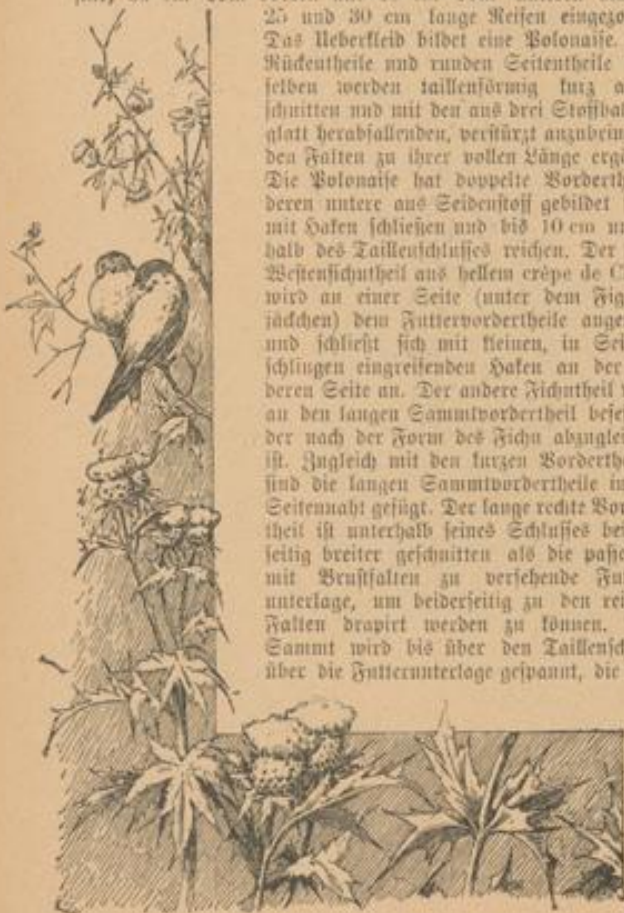 25 und 30 cm lange Reifen eingezo
Das Ueberkleid bildet eine Polonaise.
Rückentheile und runden Seitentheile
selben werden taillenförmig kurz a
schnitten und mit den aus drei Stoffbah
glatt herabfallenden, verstürzt anzubein
den Falten zu ihrer vollen Länge ergä
Die Polonaise hat doppelte Vorderth
deren untere aus Seidenstoff gebildet
mit Haken schließen und bis 10 cm un
halb des Taillenschlusses reichen. Der
Westenfichutheil aus hellem crêpe de C
wird an einer Seite (unter dem Fig
jäckchen) dem Futtervordertheile ange
und schließt sich mit kleinen, in Sei
schlingen eingreifenden Haken an der
deren Seite an. Der andere Fichutheil
an den langen Sammtvordertheil befe
der nach der Form des Fichu abzuglei
ist. Zugleich mit den kurzen Vorderthe
sind die langen Sammtvordertheile in
Seitennaht gefügt. Der lange rechte Vor
theil ist unterhalb seines Schlusses bei
seitig breiter geschnitten als die passe
mit Brustfalten zu versehende Fut
unterlage, um beiderseitig zu den rei
Falten drapirt werden zu können.
Sammt wird bis über den Taillensch
über die Futterunterlage gespannt, die